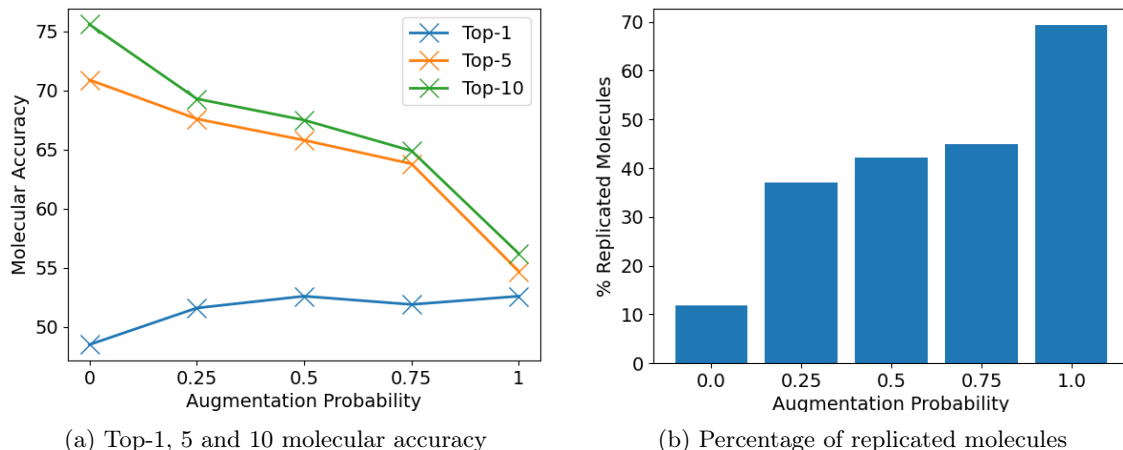 75
70
65
60
55
50
Molecular Accuracy
Top-1
Top-5
Top-10
0 0.25 0.5 0.75 1
Augmentation Probability
(a) Top-1, 5 and 10 molecular accuracy
70
60
50
40
30
20
10
0
% Replicated Molecules
0.0 0.25 0.5 0.75 1.0
Augmentation Probability
(b) Percentage of replicated molecules